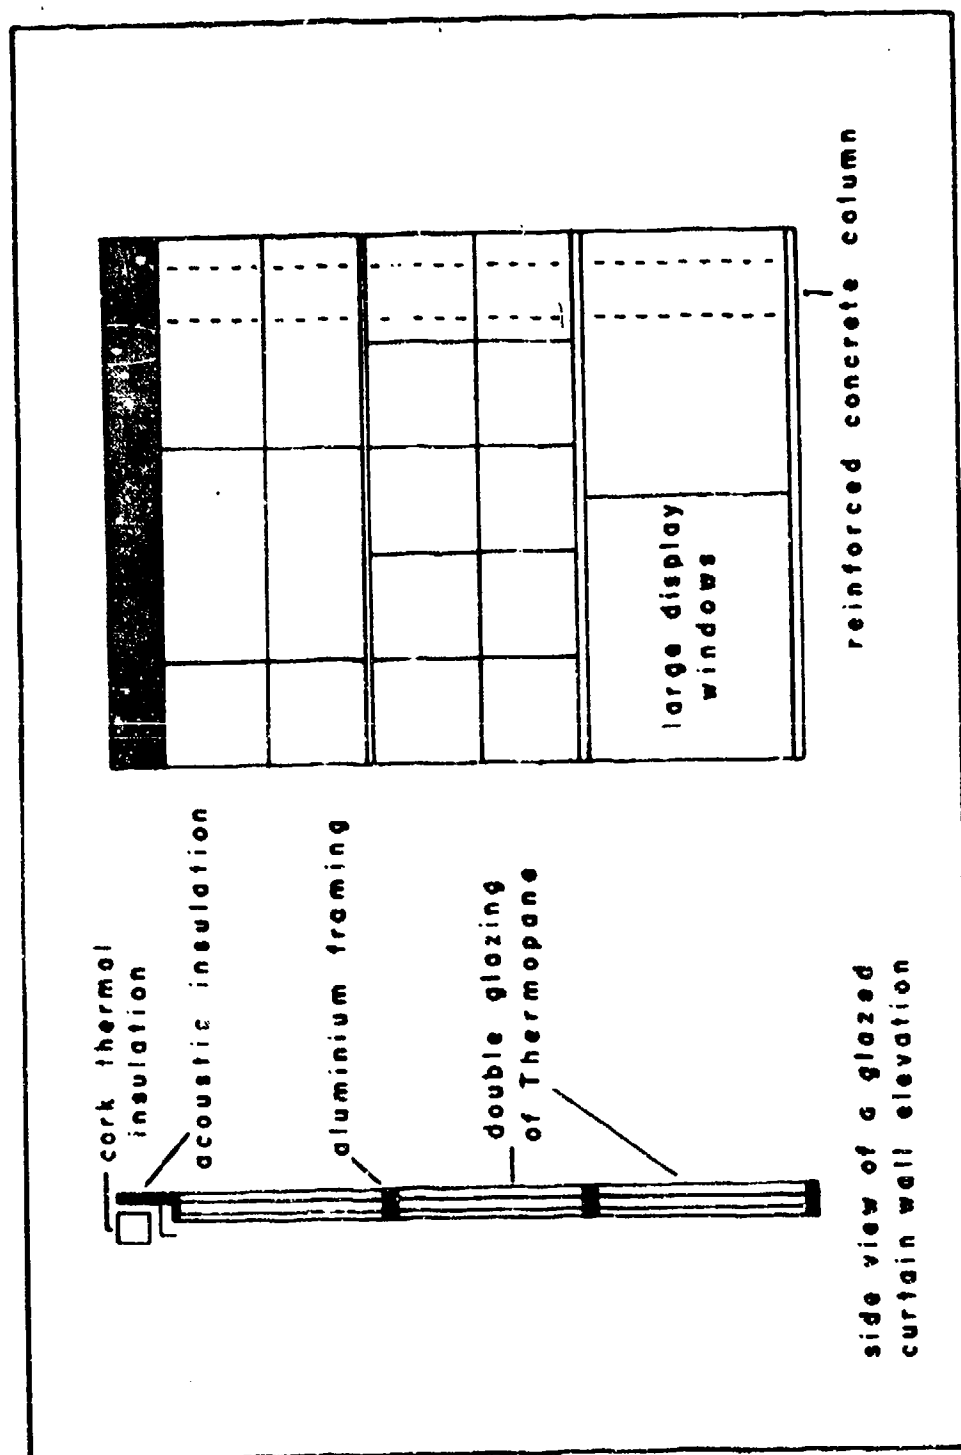 cork thermal
insulation
acoustic insulation
aluminium framing
double glazing
of Thermopane
side view of a glazed
curtain wall elevation
large display
windows
reinforced concrete column